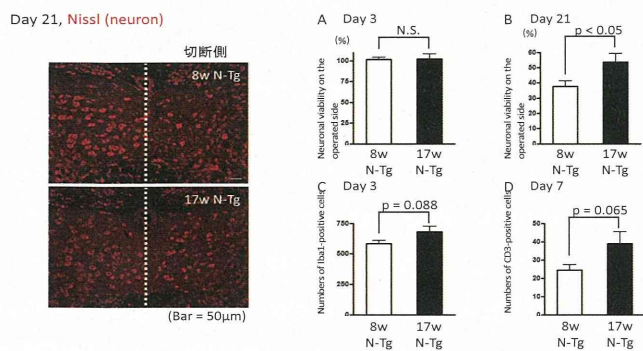 Day 21, Nissl (neuron)
切断側
8w N-Tg
17w N-Tg
(Bar = 50μm)
A Day 3
(%)
N.S.
Neuronal viability on the
operated side
100
75
50
25
0
8w
N-Tg
17w
N-Tg
B Day 21
(%)
p < 0.05
Neuronal viability on the
operated side
60
50
40
30
20
10
0
8w
N-Tg
17w
N-Tg
C Day 3
p = 0.088
Numbers of Iba1-positive cells
750
500
250
0
8w
N-Tg
17w
N-Tg
D Day 7
p = 0.065
Numbers of CD3-positive cells
50
40
30
20
10
0
8w
N-Tg
17w
N-Tg